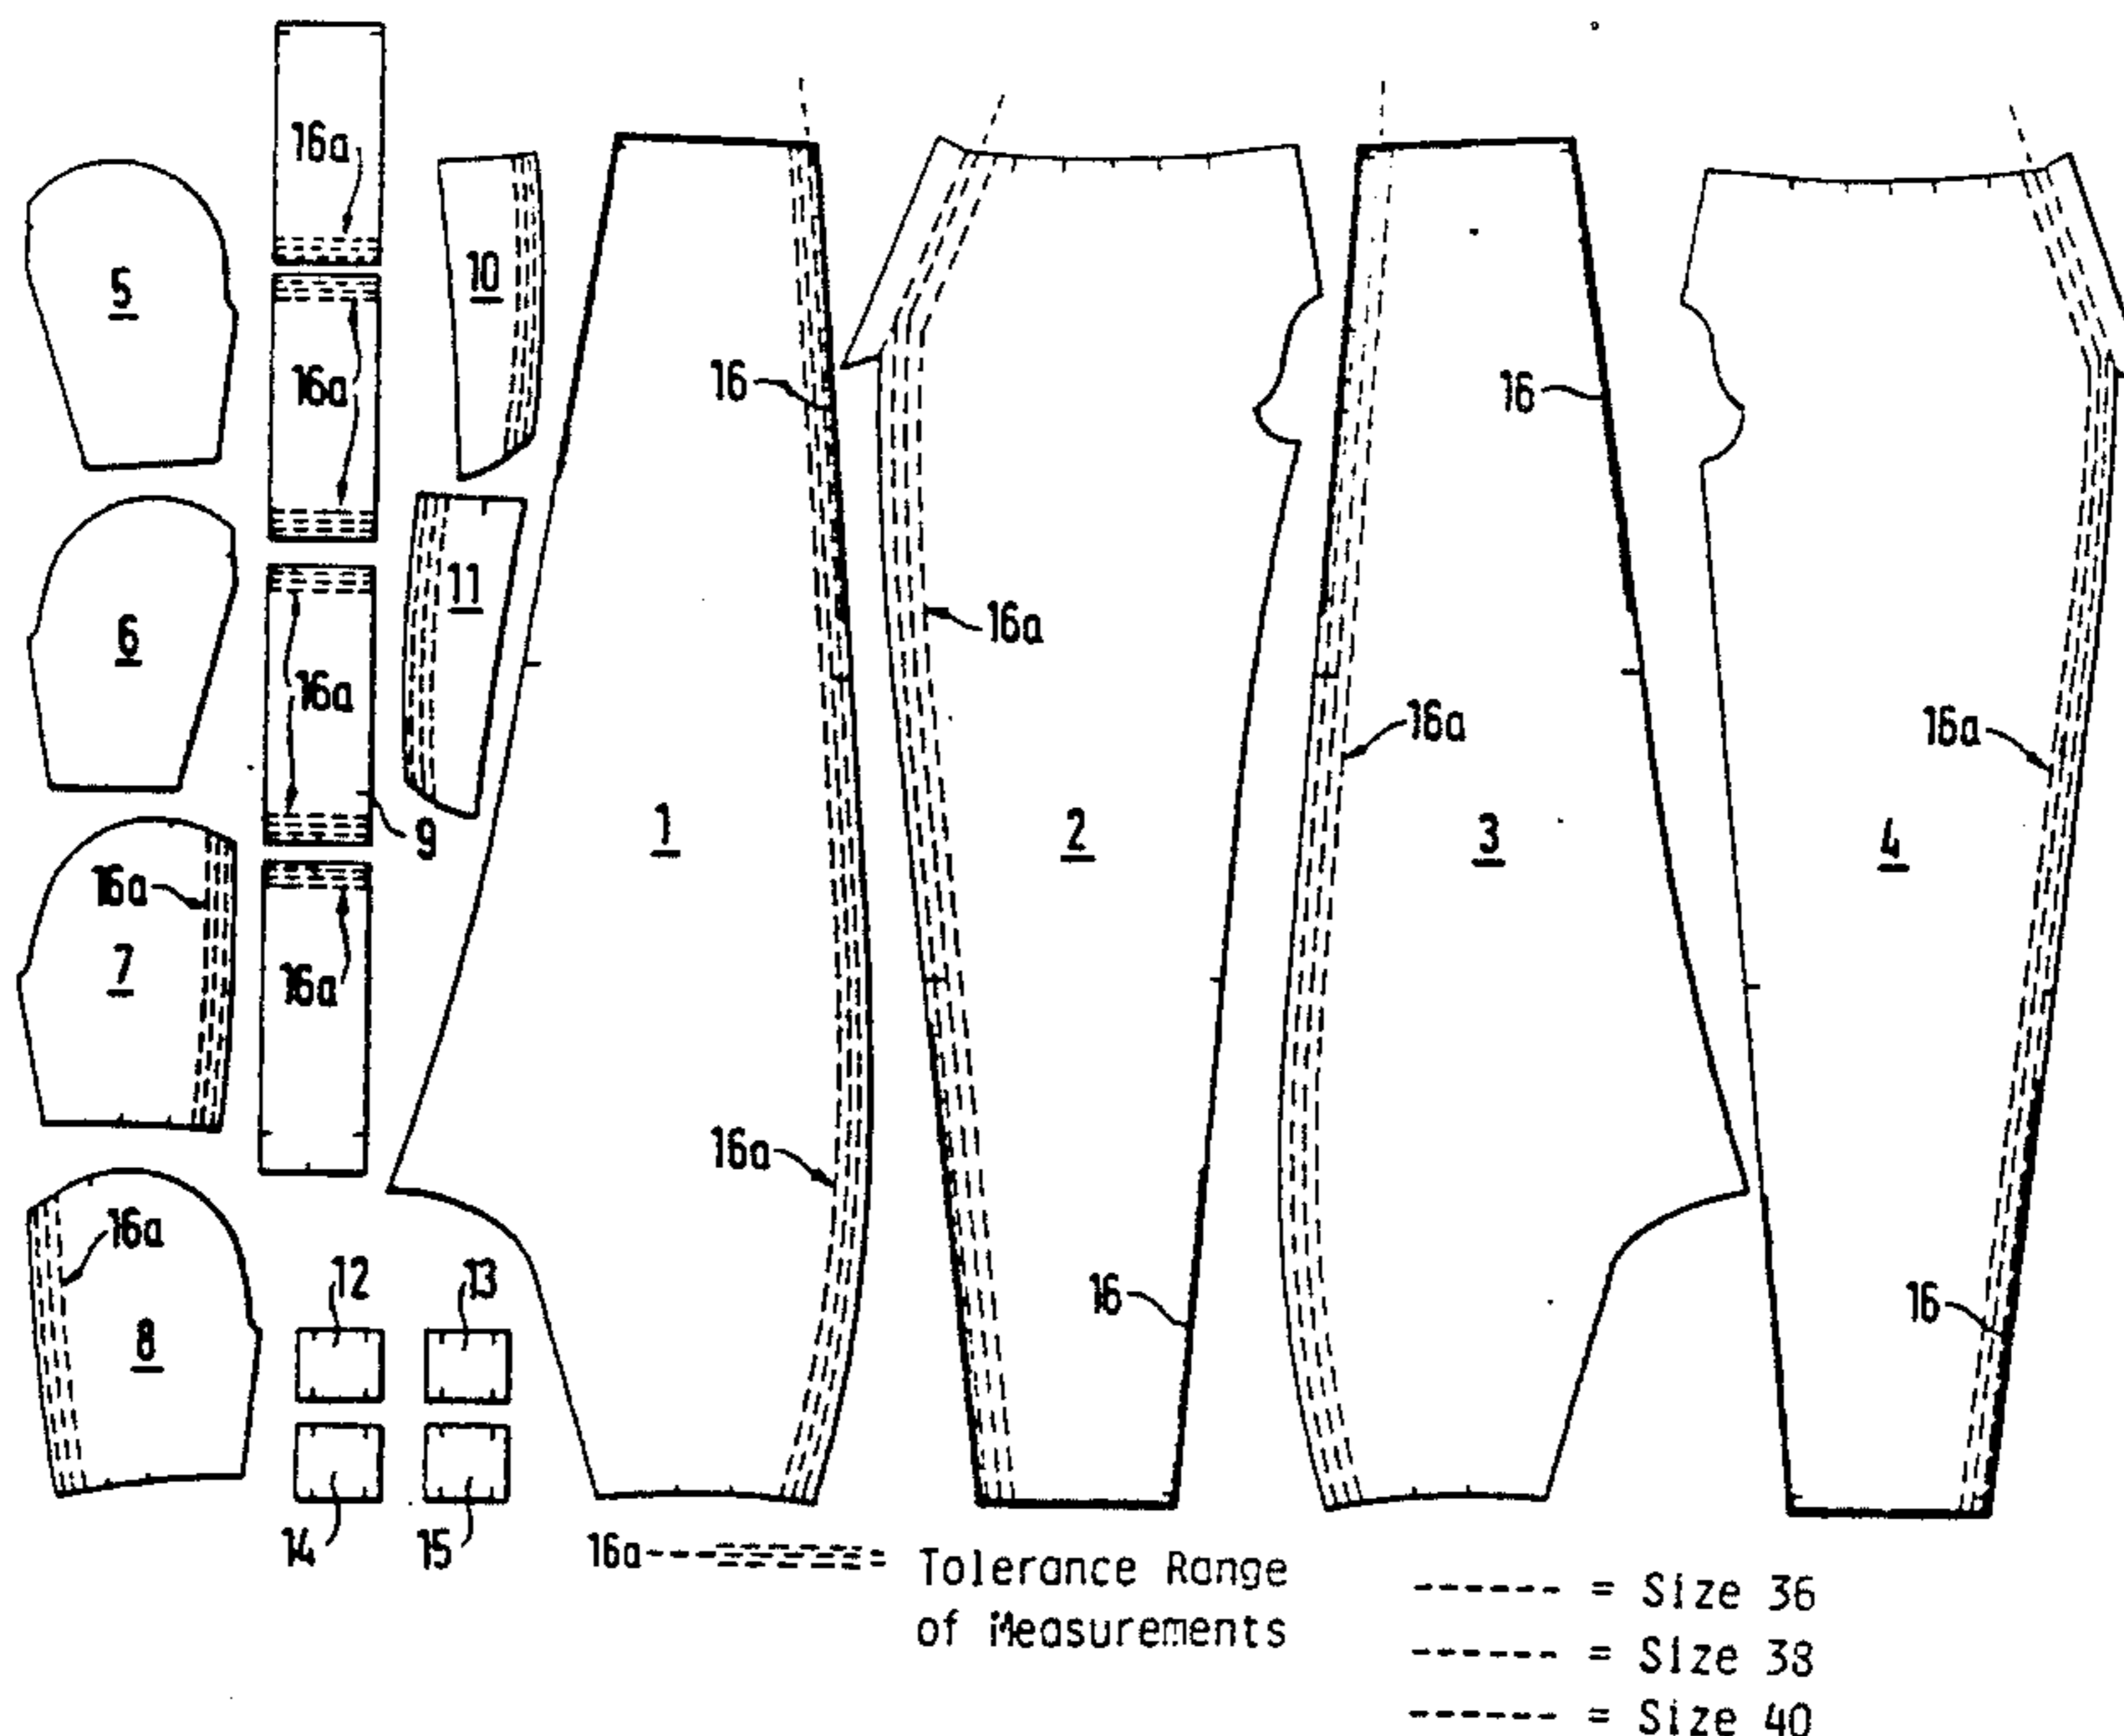 16a
5
10
16
16
16a
11
16a
6
16a
16a
16a
9
1
2
3
4
16a
7
16a
16a
16a
8
12
13
16
16
14
15
16a = Tolerance Range
of Measurements
------ = Size 36
------ = Size 38
------ = Size 40